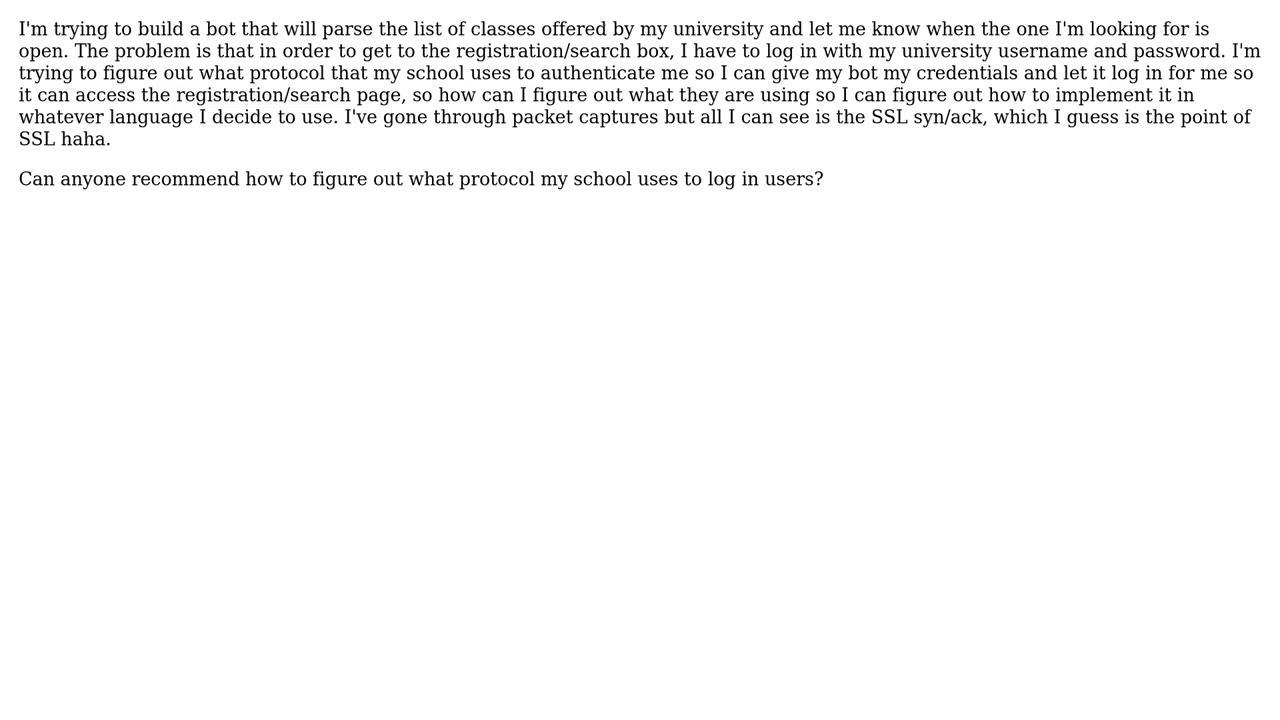 I'm trying to build a bot that will parse the list of classes offered by my university and let me know when the one I'm looking for is
open. The problem is that in order to get to the registration/search box, I have to log in with my university username and password. I'm
trying to figure out what protocol that my school uses to authenticate me so I can give my bot my credentials and let it log in for me so
it can access the registration/search page, so how can I figure out what they are using so I can figure out how to implement it in
whatever language I decide to use. I've gone through packet captures but all I can see is the SSL syn/ack, which I guess is the point of
SSL haha.
Can anyone recommend how to figure out what protocol my school uses to log in users?